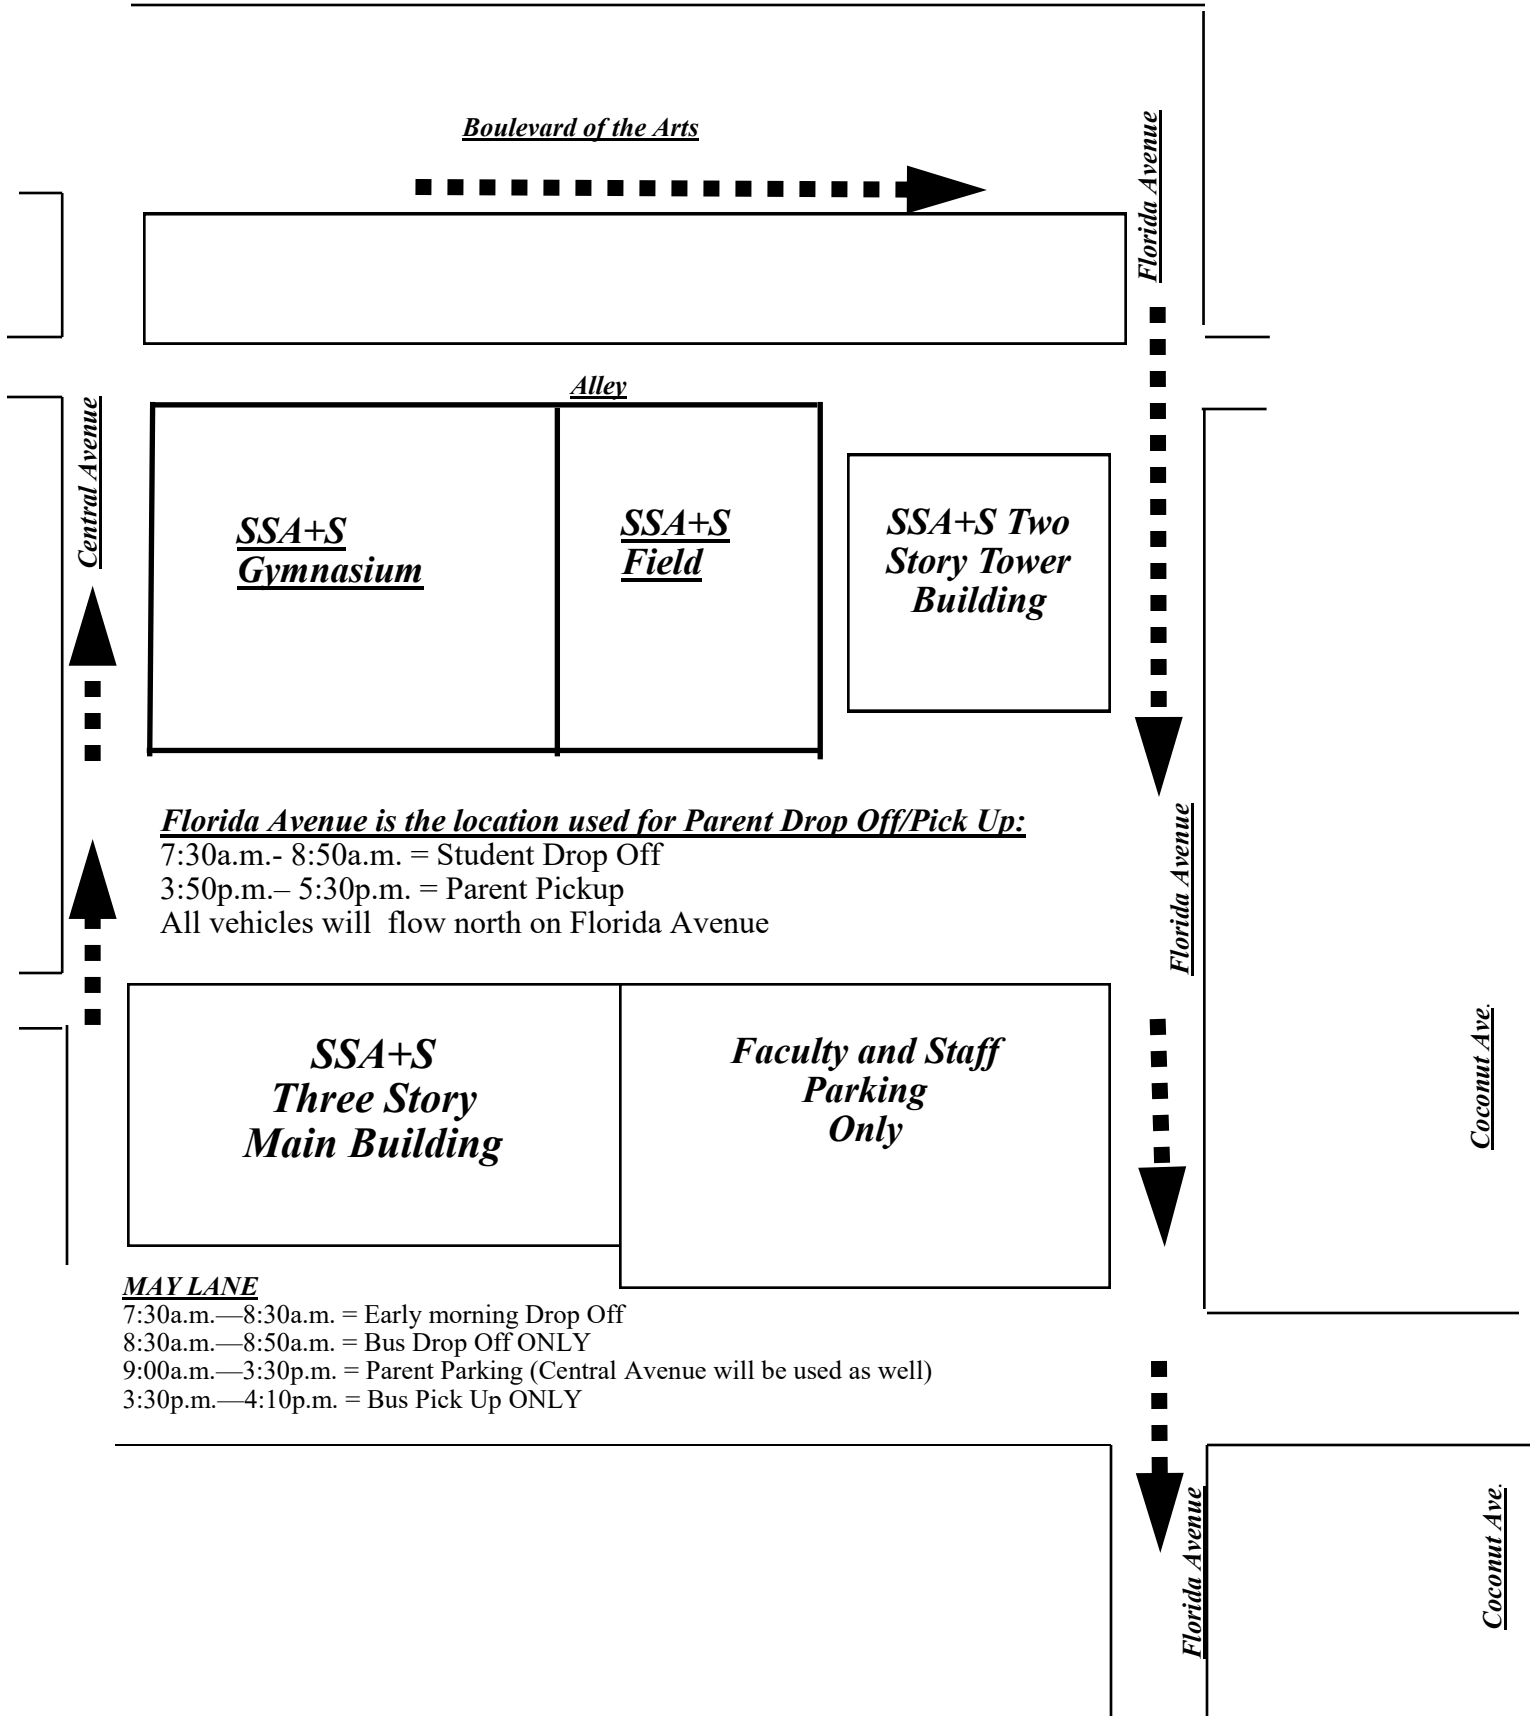 Boulevard of the Arts
Florida Avenue
Alley
Central Avenue
SSA+S
Gymnasium
SSA+S
Field
SSA+S Two
Story Tower
Building
Florida Avenue is the location used for Parent Drop Off/Pick Up:
7:30a.m.- 8:50a.m. = Student Drop Off
3:50p.m.– 5:30p.m. = Parent Pickup
All vehicles will  flow north on Florida Avenue
Florida Avenue
SSA+S
Three Story
Main Building
Faculty and Staff
Parking
Only
Coconut Ave.
MAY LANE
7:30a.m.—8:30a.m. = Early morning Drop Off
8:30a.m.—8:50a.m. = Bus Drop Off ONLY
9:00a.m.—3:30p.m. = Parent Parking (Central Avenue will be used as well)
3:30p.m.—4:10p.m. = Bus Pick Up ONLY
Florida Avenue
Coconut Ave.